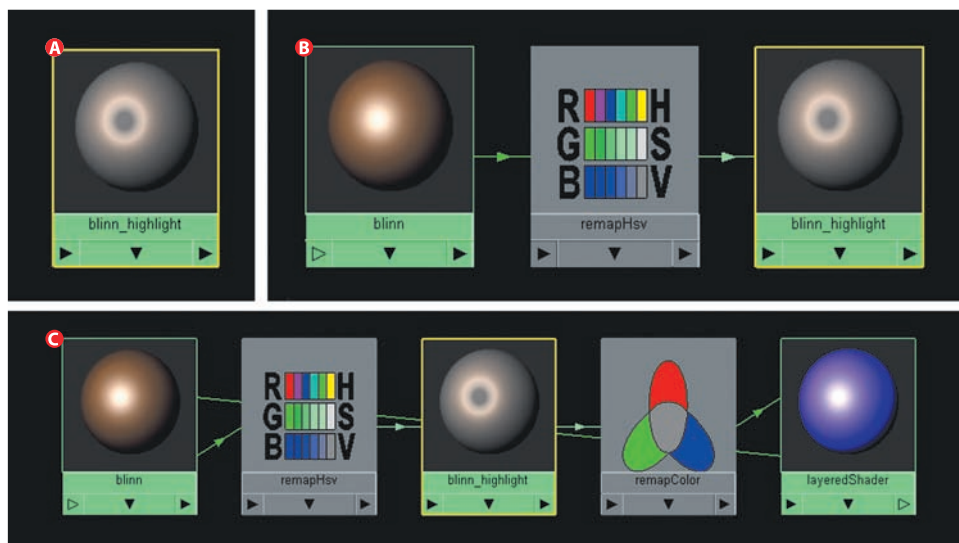 A
blinn_highlight
B
blinn
R H
G S
B V
remapHsv
blinn_highlight
C
blinn
R H
G S
B V
remapHsv
blinn_highlight
remapColor
layeredShader